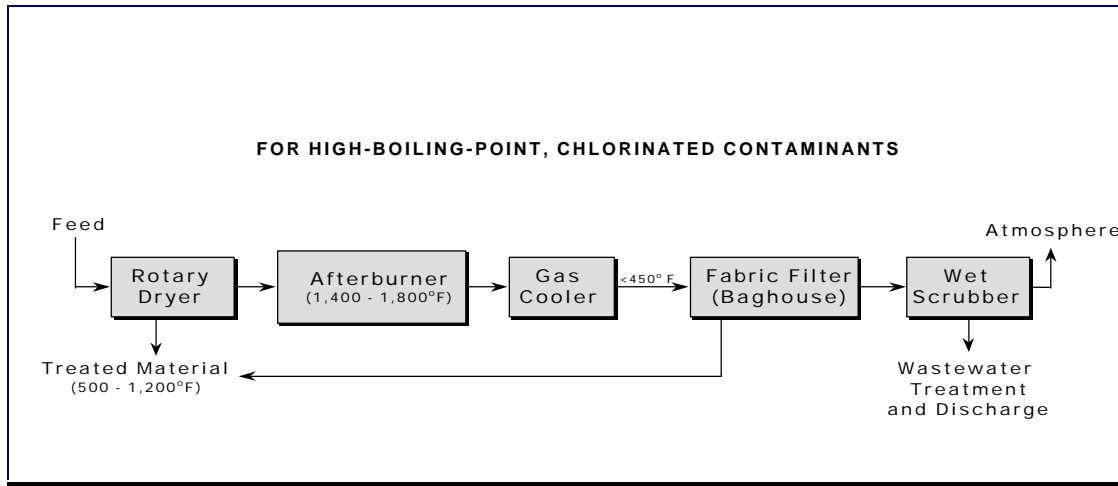 FOR HIGH-BOILING-POINT, CHLORINATED CONTAMINANTS
Feed
Atmosphere
Rotary
Dryer
Afterburner
(1,400 - 1,800°F)
Gas
Cooler
<450° F
Fabric Filter
(Baghouse)
Wet
Scrubber
Treated Material
(500 - 1,200°F)
Wastewater
Treatment
and Discharge